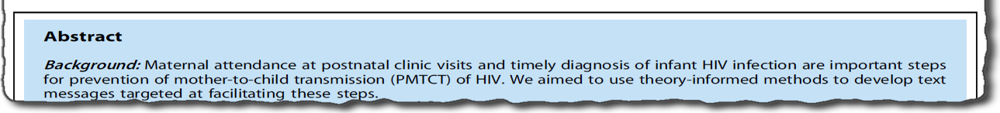 Abstract
Background: Maternal attendance at postnatal clinic visits and timely diagnosis of infant HIV infection are important steps
for prevention of mother-to-child transmission (PMTCT) of HIV. We aimed to use theory-informed methods to develop text
messages targeted at facilitating these steps.